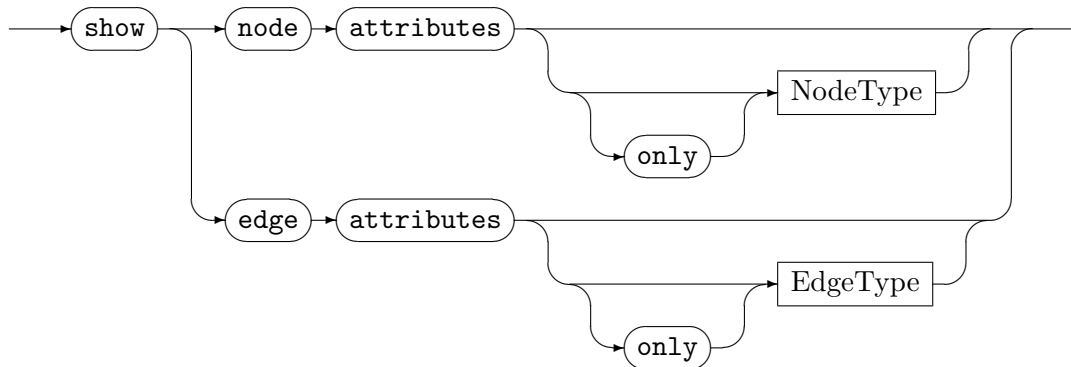 show node attributes
NodeType
only
edge attributes
EdgeType
only